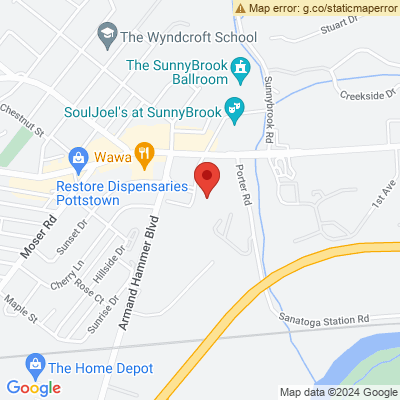 Map error: g.co/staticmaperror
Stuart Dr
The Wyndcroft School
The SunnyBrook
Ballroom
Creekside Dr
SoulJoel's at SunnyBrook
Sunnybrook Rd
Chestnut St
Wawa
Restore Dispensaries
Pottstown
Porter Rd
1st Ave
Moser Rd
Sunset Dr
Hillside Dr
Armand Hammer Blvd
Cherry Ln
Rose Ct
Maple St
Sunrise Dr
Sanatoga Station Rd
The Home Depot
Google
Map data ©2024 Google